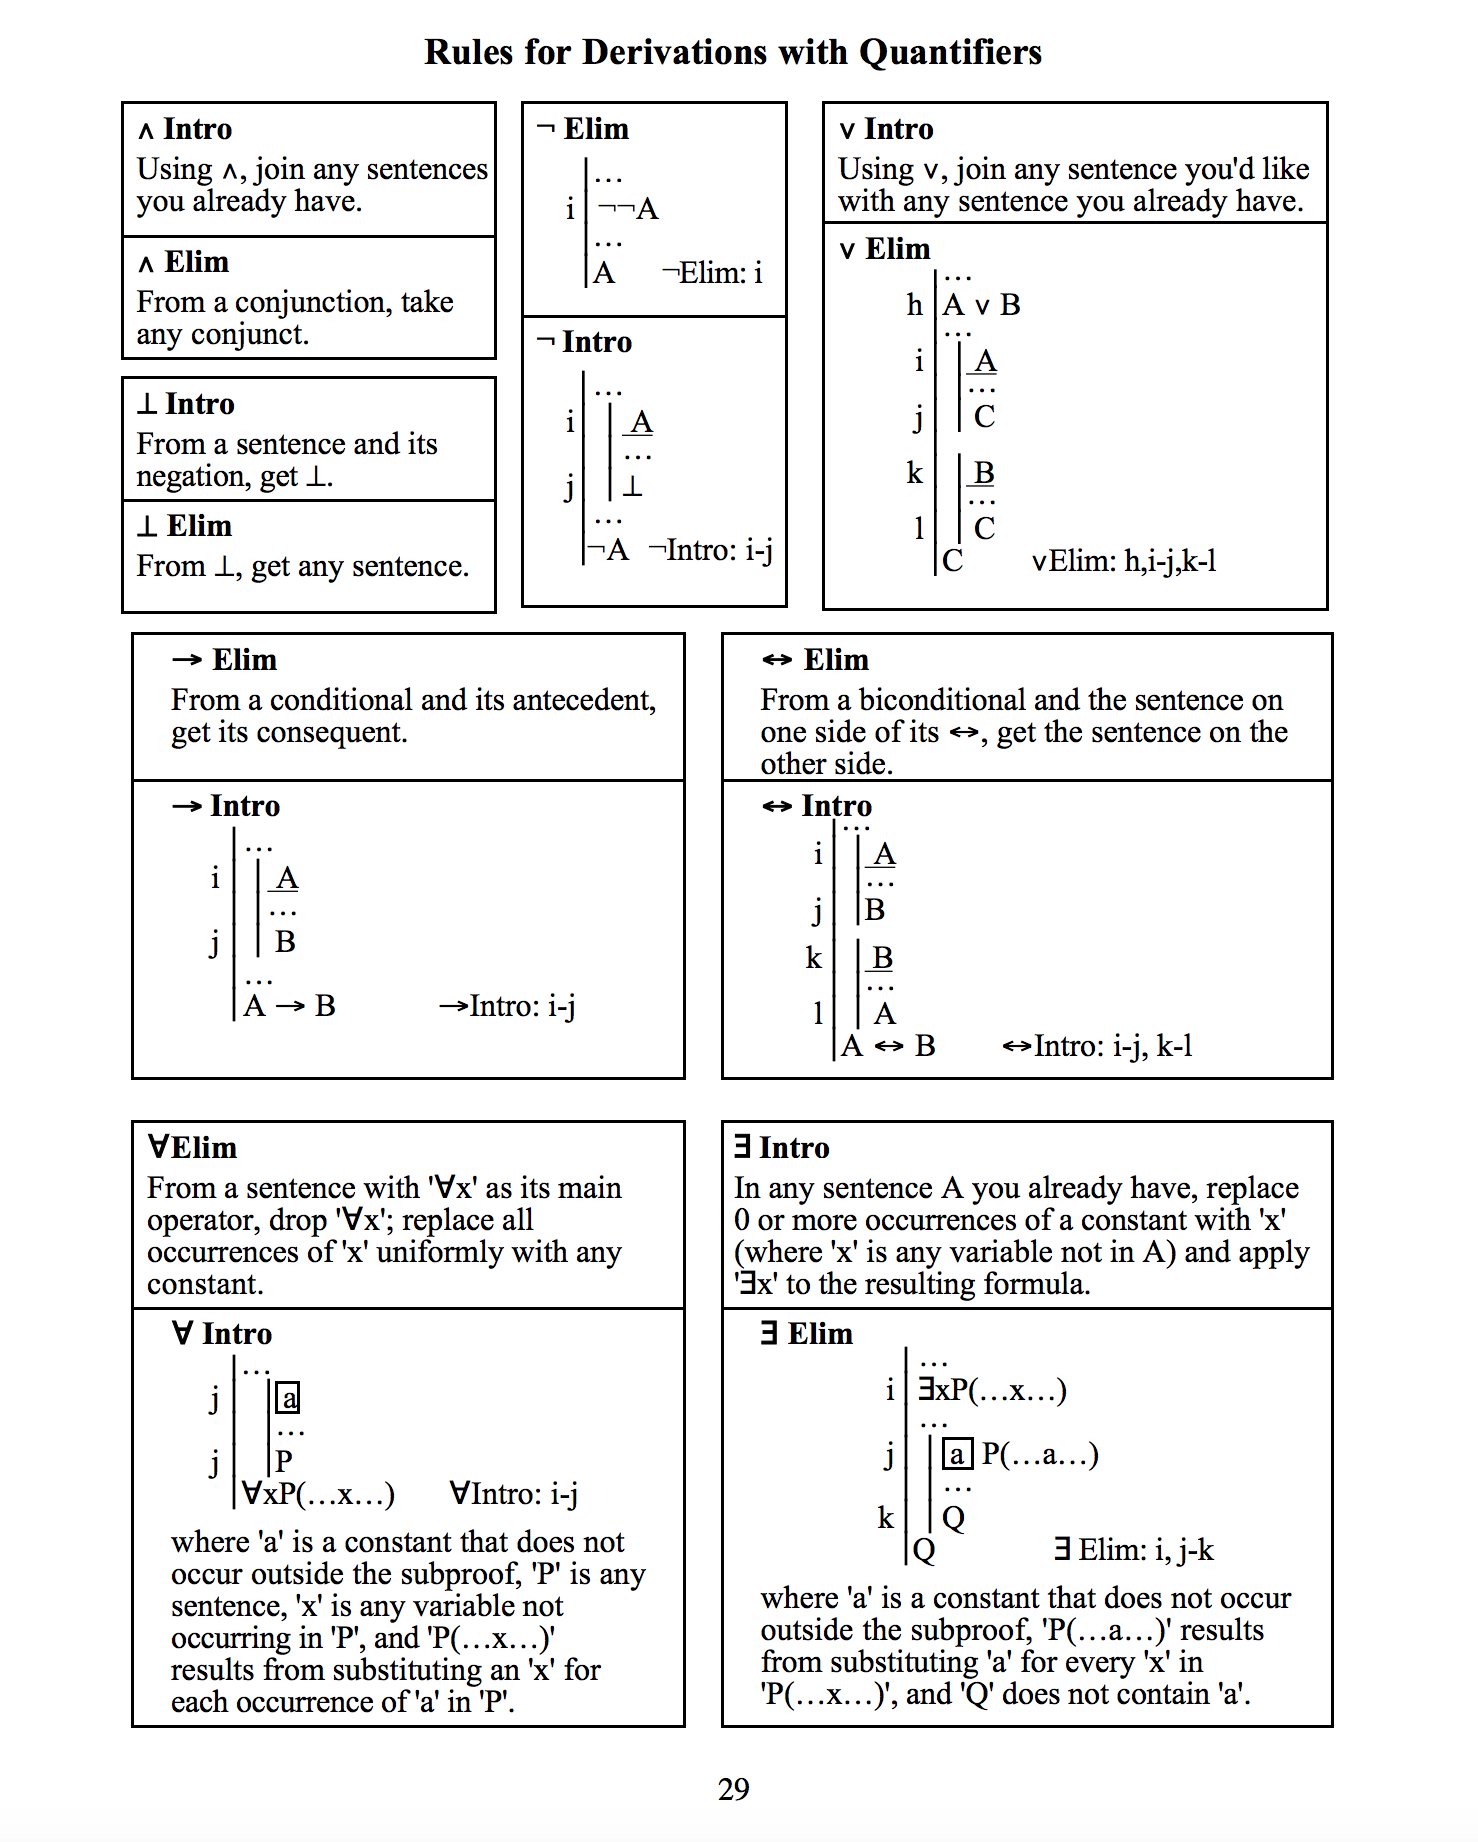 Rules for Derivations with Quantifiers
∧ Intro
Using ∧, join any sentences
you already have.
∧ Elim
From a conjunction, take
any conjunct.
⊥ Intro
From a sentence and its
negation, get ⊥.
⊥ Elim
From ⊥, get any sentence.
¬ Elim
…
i ¬¬A
…
A ¬Elim: i
¬ Intro
…
i A
…
j ⊥
…
¬A ¬Intro: i-j
∨ Intro
Using ∨, join any sentence you'd like
with any sentence you already have.
∨ Elim
…
h A ∨ B
…
i A
…
j C
k B
…
l C
C ∨Elim: h,i-j,k-l
→ Elim
From a conditional and its antecedent,
get its consequent.
→ Intro
…
i A
…
j B
…
A → B →Intro: i-j
↔ Elim
From a biconditional and the sentence on
one side of its ↔, get the sentence on the
other side.
↔ Intro
…
i A
…
j B
k B
…
l A
A ↔ B ↔Intro: i-j, k-l
∀Elim
From a sentence with '∀x' as its main
operator, drop '∀x'; replace all
occurrences of 'x' uniformly with any
constant.
∀ Intro
…
j a
…
j P
∀xP(…x…) ∀Intro: i-j
where 'a' is a constant that does not
occur outside the subproof, 'P' is any
sentence, 'x' is any variable not
occurring in 'P', and 'P(…x…)'
results from substituting an 'x' for
each occurrence of 'a' in 'P'.
∃ Intro
In any sentence A you already have, replace
0 or more occurrences of a constant with 'x'
(where 'x' is any variable not in A) and apply
'∃x' to the resulting formula.
∃ Elim
…
i ∃xP(…x…)
…
j a P(…a…)
…
k Q
Q ∃ Elim: i, j-k
where 'a' is a constant that does not occur
outside the subproof, 'P(…a…)' results
from substituting 'a' for every 'x' in
'P(…x…)', and 'Q' does not contain 'a'.
29